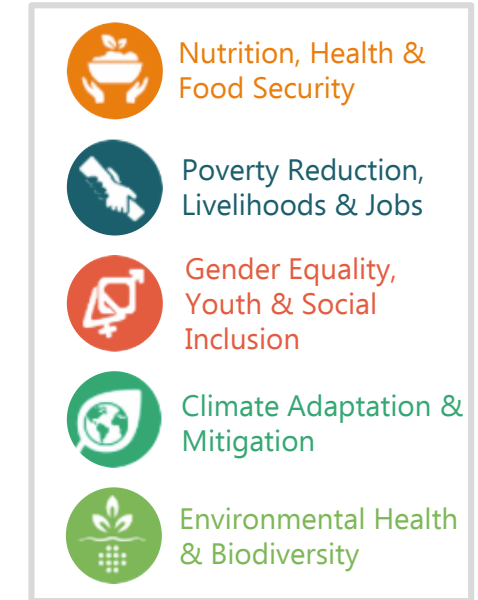 Nutrition, Health &
Food Security
Poverty Reduction,
Livelihoods & Jobs
Gender Equality,
Youth & Social
Inclusion
Climate Adaptation &
Mitigation
Environmental Health
& Biodiversity